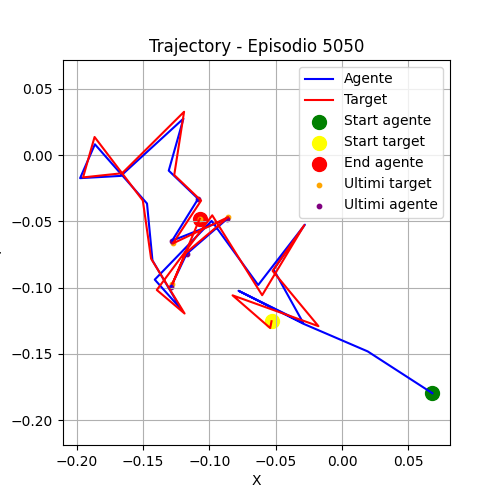 Trajectory - Episodio 5050
Agente
Target
Start agente
Start target
End agente
Ultimi target
Ultimi agente
0.05
0.00
−0.05
−0.10
−0.15
−0.20
−0.20
−0.15
−0.10
−0.05
0.00
0.05
X